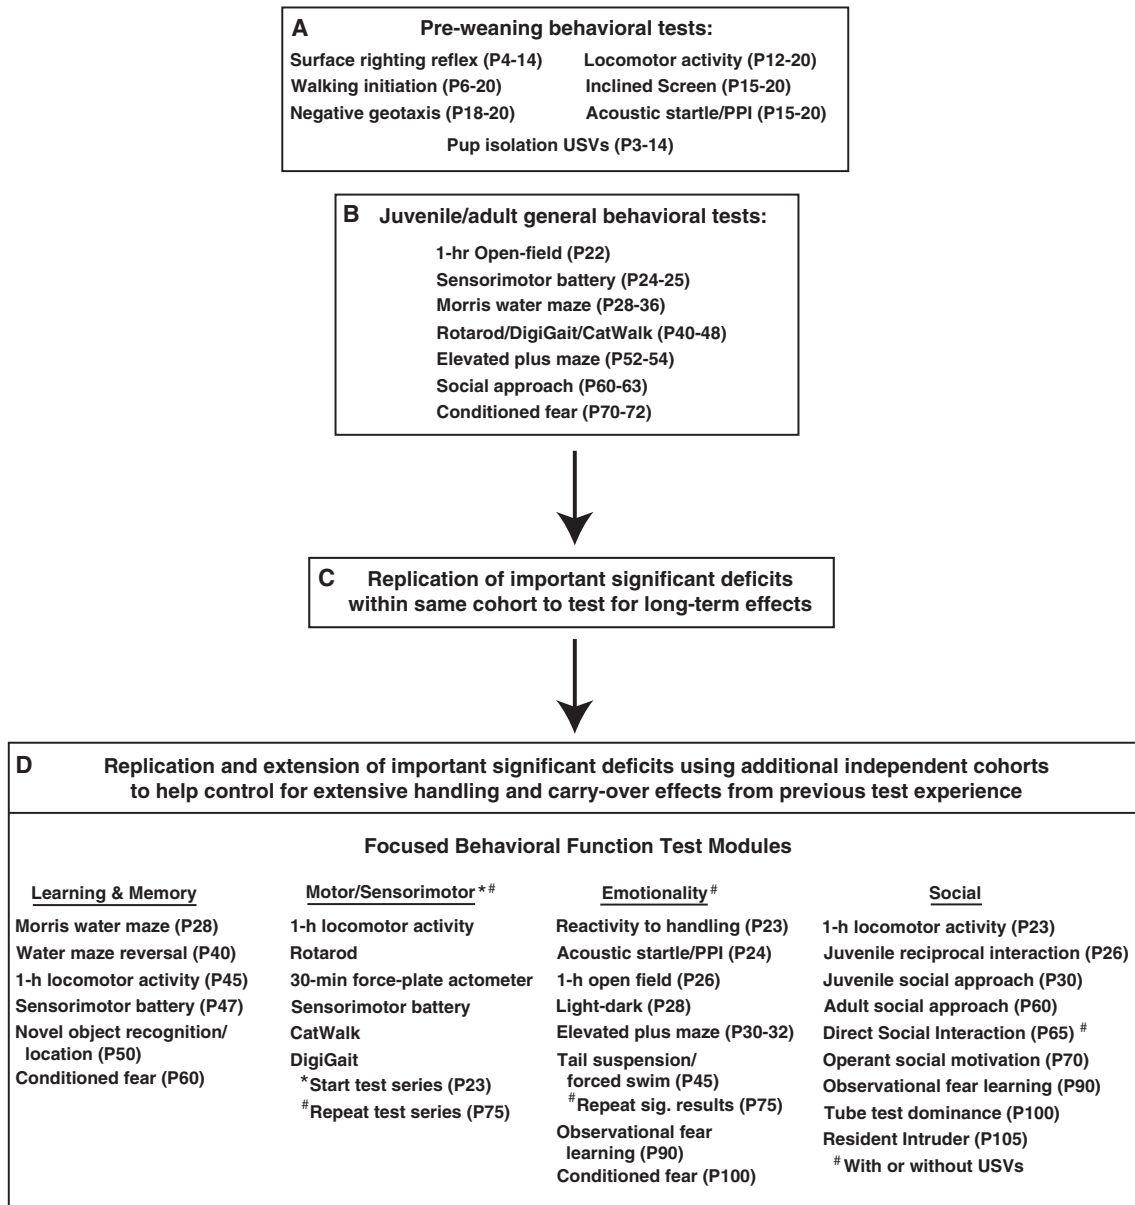 A Pre-weaning behavioral tests:
Surface righting reflex (P4-14)
Walking initiation (P6-20)
Negative geotaxis (P18-20)
Locomotor activity (P12-20)
Inclined Screen (P15-20)
Acoustic startle/PPI (P15-20)
Pup isolation USVs (P3-14)
B Juvenile/adult general behavioral tests:
1-hr Open-field (P22)
Sensorimotor battery (P24-25)
Morris water maze (P28-36)
Rotarod/DigiGait/CatWalk (P40-48)
Elevated plus maze (P52-54)
Social approach (P60-63)
Conditioned fear (P70-72)
C Replication of important significant deficits
within same cohort to test for long-term effects
D Replication and extension of important significant deficits using additional independent cohorts
to help control for extensive handling and carry-over effects from previous test experience
Focused Behavioral Function Test Modules
Learning & Memory
Morris water maze (P28)
Water maze reversal (P40)
1-h locomotor activity (P45)
Sensorimotor battery (P47)
Novel object recognition/
location (P50)
Conditioned fear (P60)
Motor/Sensorimotor *#
1-h locomotor activity
Rotarod
30-min force-plate actometer
Sensorimotor battery
CatWalk
DigiGait
*Start test series (P23)
#Repeat test series (P75)
Emotionality #
Reactivity to handling (P23)
Acoustic startle/PPI (P24)
1-h open field (P26)
Light-dark (P28)
Elevated plus maze (P30-32)
Tail suspension/
forced swim (P45)
#Repeat sig. results (P75)
Observational fear
learning (P90)
Conditioned fear (P100)
Social
1-h locomotor activity (P23)
Juvenile reciprocal interaction (P26)
Juvenile social approach (P30)
Adult social approach (P60)
Direct Social Interaction (P65) #
Operant social motivation (P70)
Observational fear learning (P90)
Tube test dominance (P100)
Resident Intruder (P105)
#With or without USVs